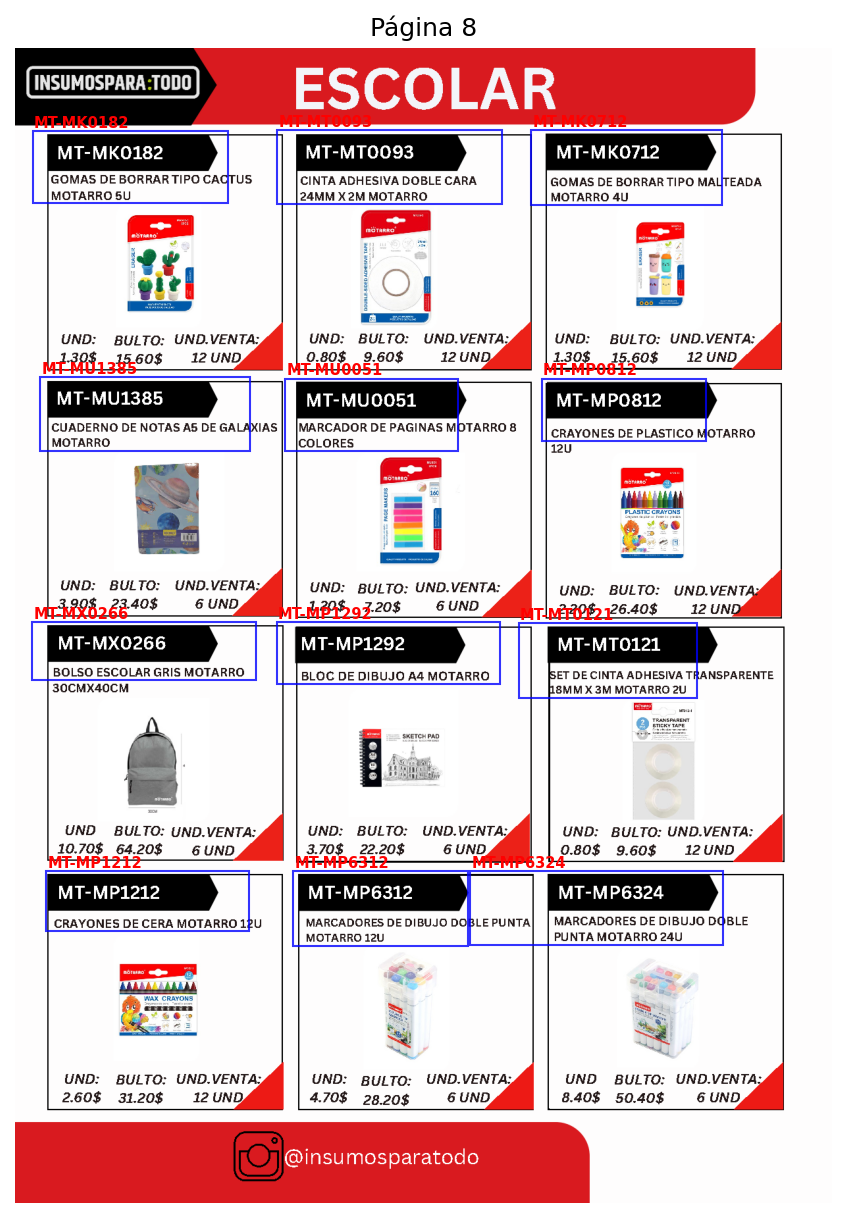 Página 8
INSUMOSPARA:TODO
ESCOLAR
MT-MK0182
MT-MT0093
MT-MK0712
MT-MK0182
GOMAS DE BORRAR TIPO CACTUS
MOTARRO 5U
UND: BULTO: UND.VENTA:
1.30$ 15.60$ 12 UND
MT-MT0093
CINTA ADHESIVA DOBLE CARA
24MM X 2M MOTARRO
UND: BULTO: UND.VENTA:
0.80$ 9.60$ 12 UND
MT-MK0712
GOMAS DE BORRAR TIPO MALTEADA
MOTARRO 4U
UND: BULTO: UND.VENTA:
1.30$ 15.60$ 12 UND
MT-MU1385
MT-MU0051
MT-MP0812
MT-MU1385
CUADERNO DE NOTAS A5 DE GALAXIAS
MOTARRO
UND: BULTO: UND.VENTA:
3.90$ 23.40$ 6 UND
MT-MU0051
MARCADOR DE PAGINAS MOTARRO 8
COLORES
PAGE MAKERS
160
UND: BULTO: UND.VENTA:
1.20$ 7.20$ 6 UND
MT-MP0812
CRAYONES DE PLASTICO MOTARRO
12U
PLASTIC CRAYONS
UND: BULTO: UND.VENTA:
2.20$ 26.40$ 12 UND
MT-MX0266
MT-MP1292
MT-MT0121
MT-MX0266
BOLSO ESCOLAR GRIS MOTARRO
30CMX40CM
UND BULTO: UND.VENTA:
10.70$ 64.20$ 6 UND
MT-MP1292
BLOC DE DIBUJO A4 MOTARRO
SKETCH PAD
UND: BULTO: UND.VENTA:
3.70$ 22.20$ 6 UND
MT-MT0121
SET DE CINTA ADHESIVA TRANSPARENTE
18MM X 3M MOTARRO 2U
TRANSPARENT
STICKY TAPE
UND: BULTO: UND.VENTA:
0.80$ 9.60$ 12 UND
MT-MP1212
MT-MP6312
MT-MP6324
MT-MP1212
CRAYONES DE CERA MOTARRO 12U
MOTARRO
WAX CRAYONS
UND: BULTO: UND.VENTA:
2.60$ 31.20$ 12 UND
MT-MP6312
MARCADORES DE DIBUJO DOBLE PUNTA
MOTARRO 12U
UND: BULTO: UND.VENTA:
4.70$ 28.20$ 6 UND
MT-MP6324
MARCADORES DE DIBUJO DOBLE
PUNTA MOTARRO 24U
UND BULTO: UND.VENTA:
8.40$ 50.40$ 6 UND
@insumosparatodo